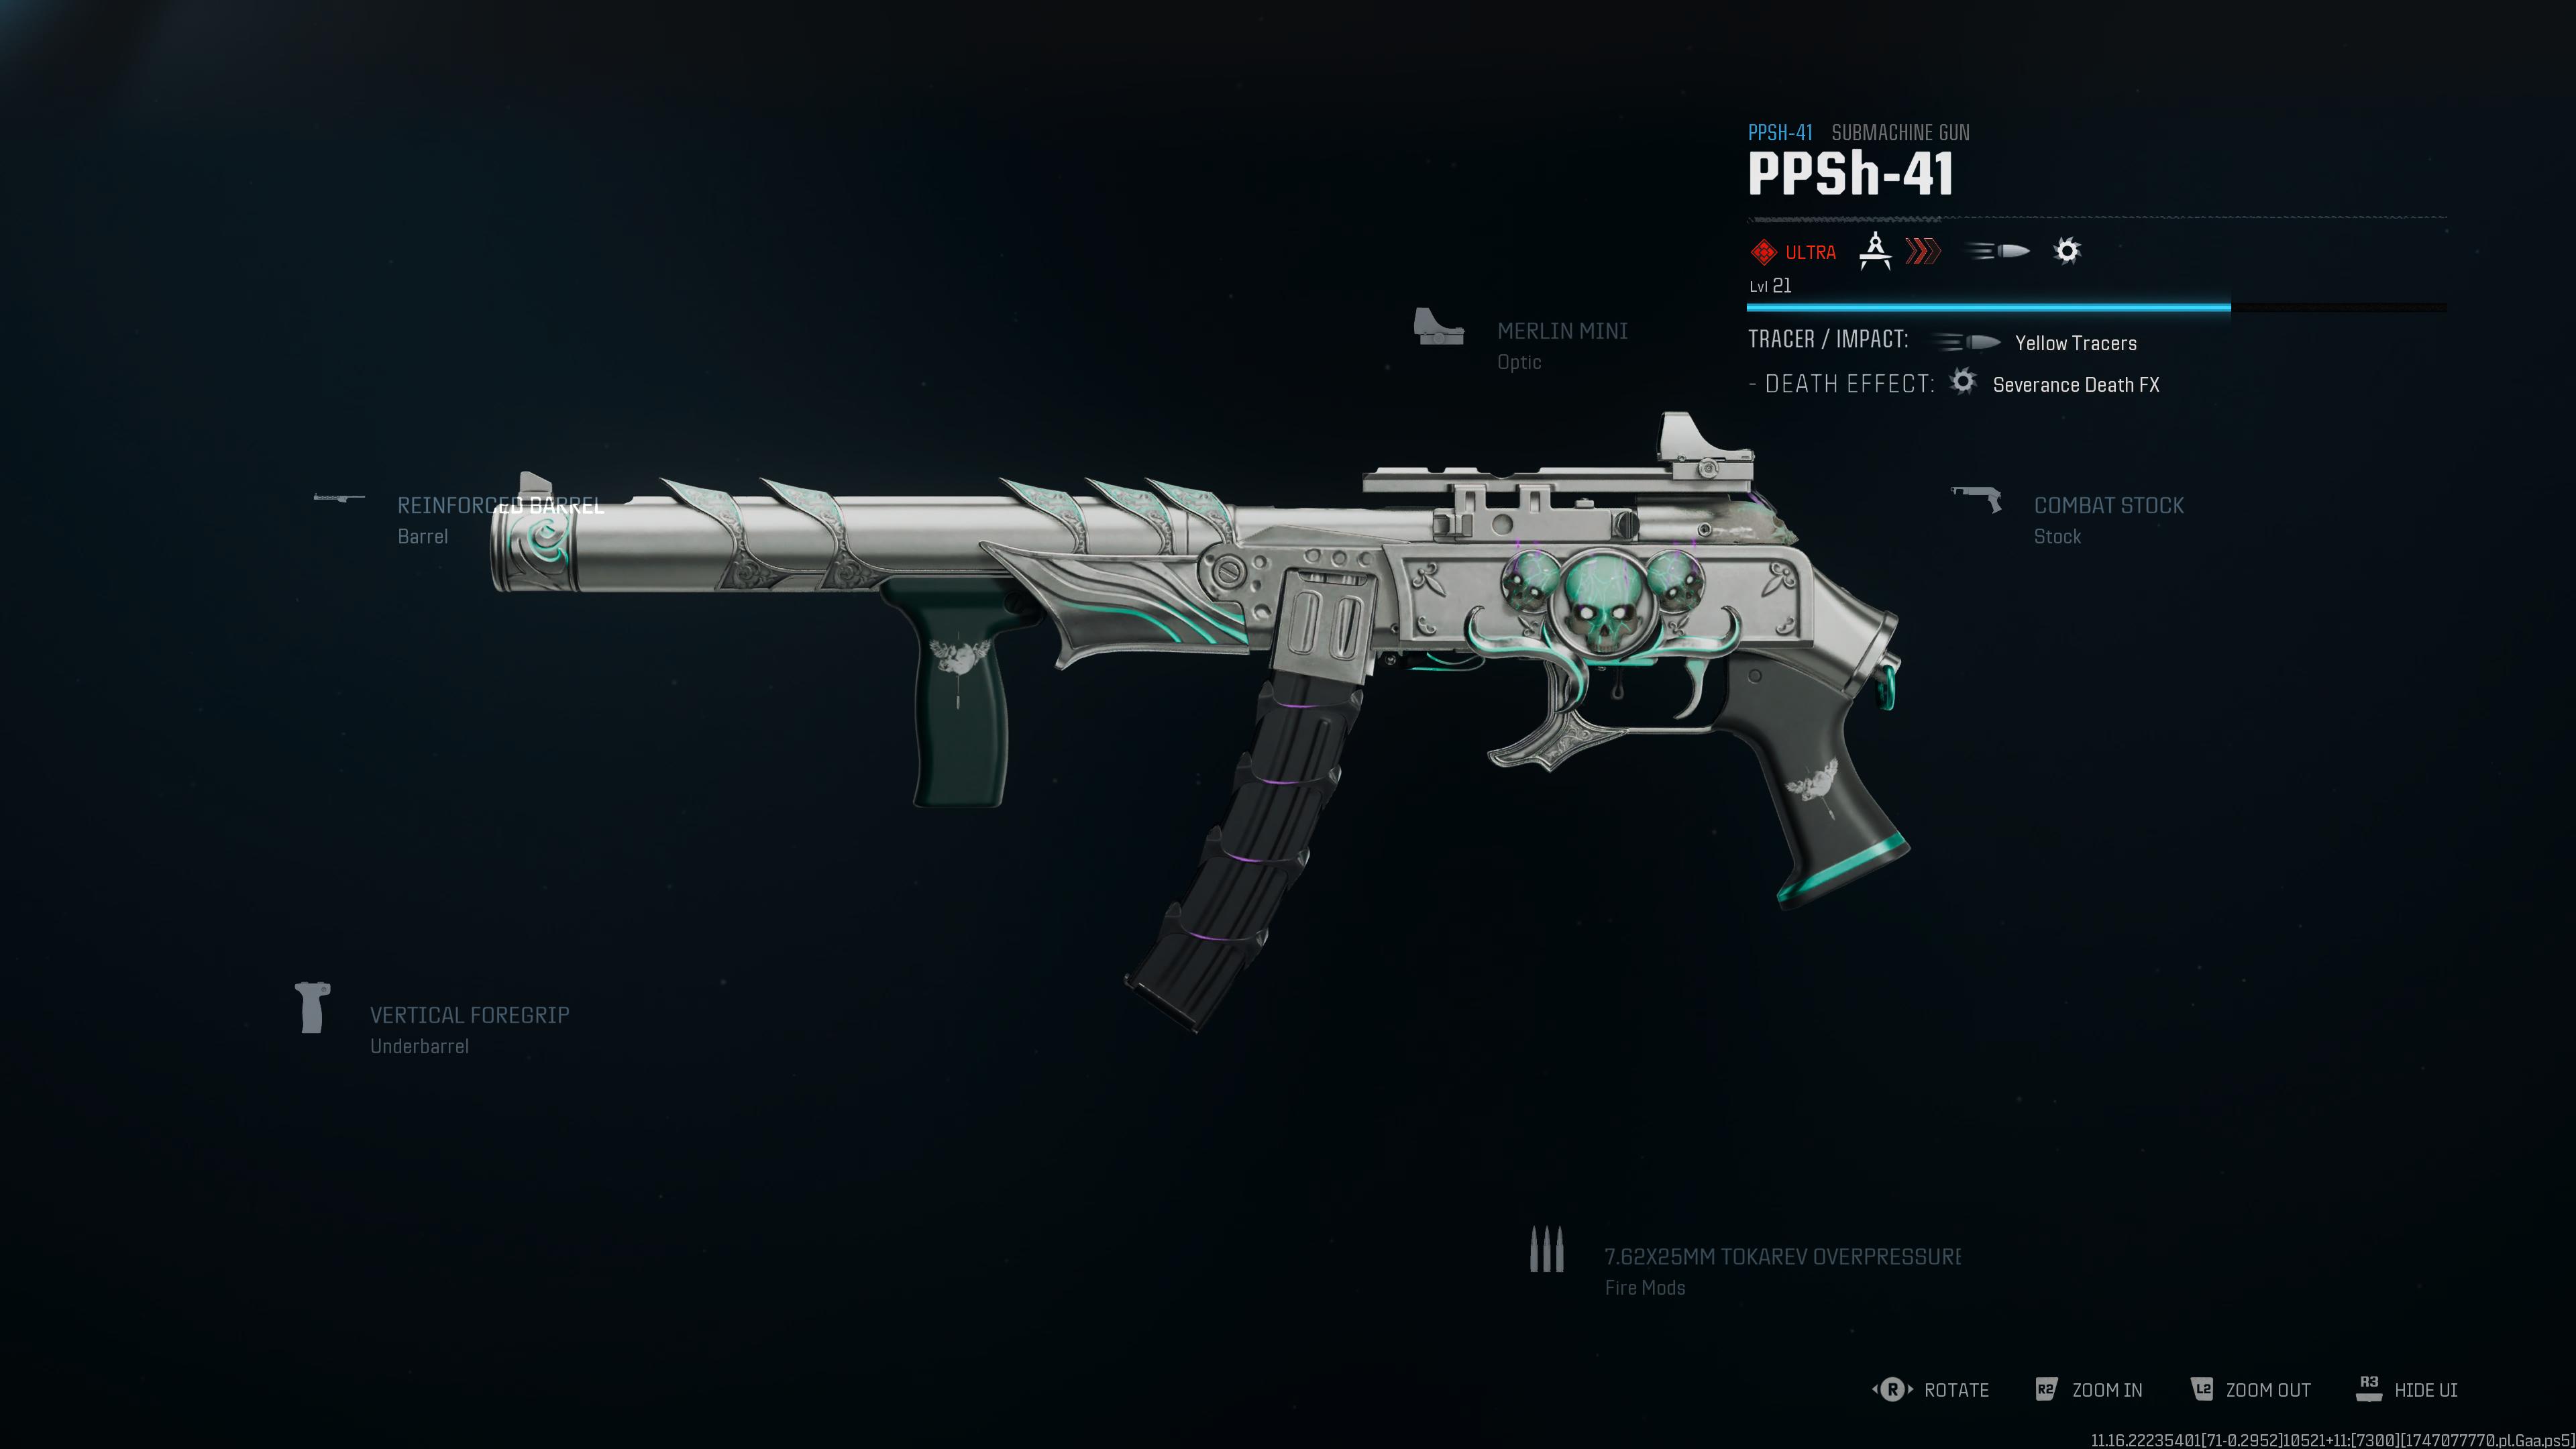 PPSH-41 SUBMACHINE GUN
PPSh-41
ULTRA
Lvl 21
TRACER / IMPACT: Yellow Tracers
- DEATH EFFECT: Severance Death FX
MERLIN MINI
Optic
REINFORCED BARREL
Barrel
COMBAT STOCK
Stock
VERTICAL FOREGRIP
Underbarrel
7.62X25MM TOKAREV OVERPRESSURE
Fire Mods
R ROTATE
R2 ZOOM IN
L2 ZOOM OUT
R3 HIDE UI
11.16.22235401[71-0.2952]10521+11:[7300][1747077770.pl.Gaa.ps5]